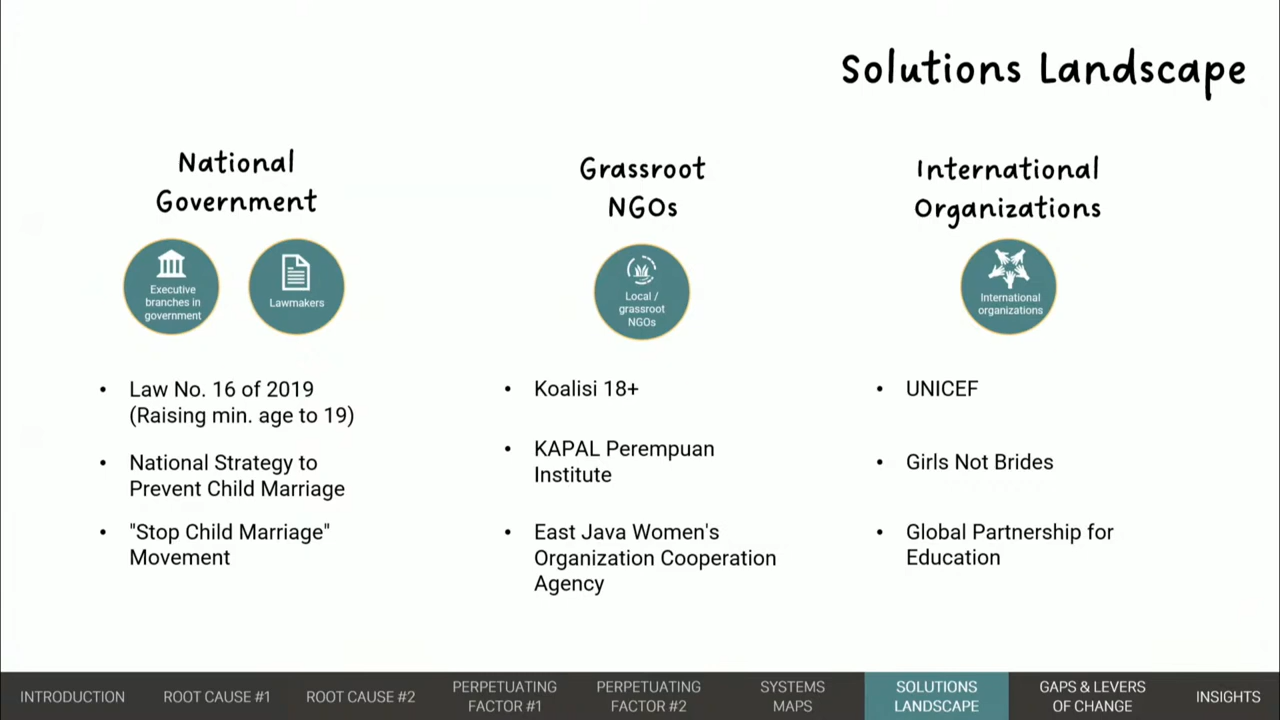 Solutions Landscape
National
Government
Executive
branches in
government
Lawmakers
• Law No. 16 of 2019
(Raising min. age to 19)
• National Strategy to
Prevent Child Marriage
• "Stop Child Marriage"
Movement
Grassroot
NGOs
Local /
grassroot
NGOs
• Koalisi 18+
• KAPAL Perempuan
Institute
• East Java Women's
Organization Cooperation
Agency
International
Organizations
International
organizations
• UNICEF
• Girls Not Brides
• Global Partnership for
Education
INTRODUCTION
ROOT CAUSE #1
ROOT CAUSE #2
PERPETUATING
FACTOR #1
PERPETUATING
FACTOR #2
SYSTEMS
MAPS
SOLUTIONS
LANDSCAPE
GAPS & LEVERS
OF CHANGE
INSIGHTS